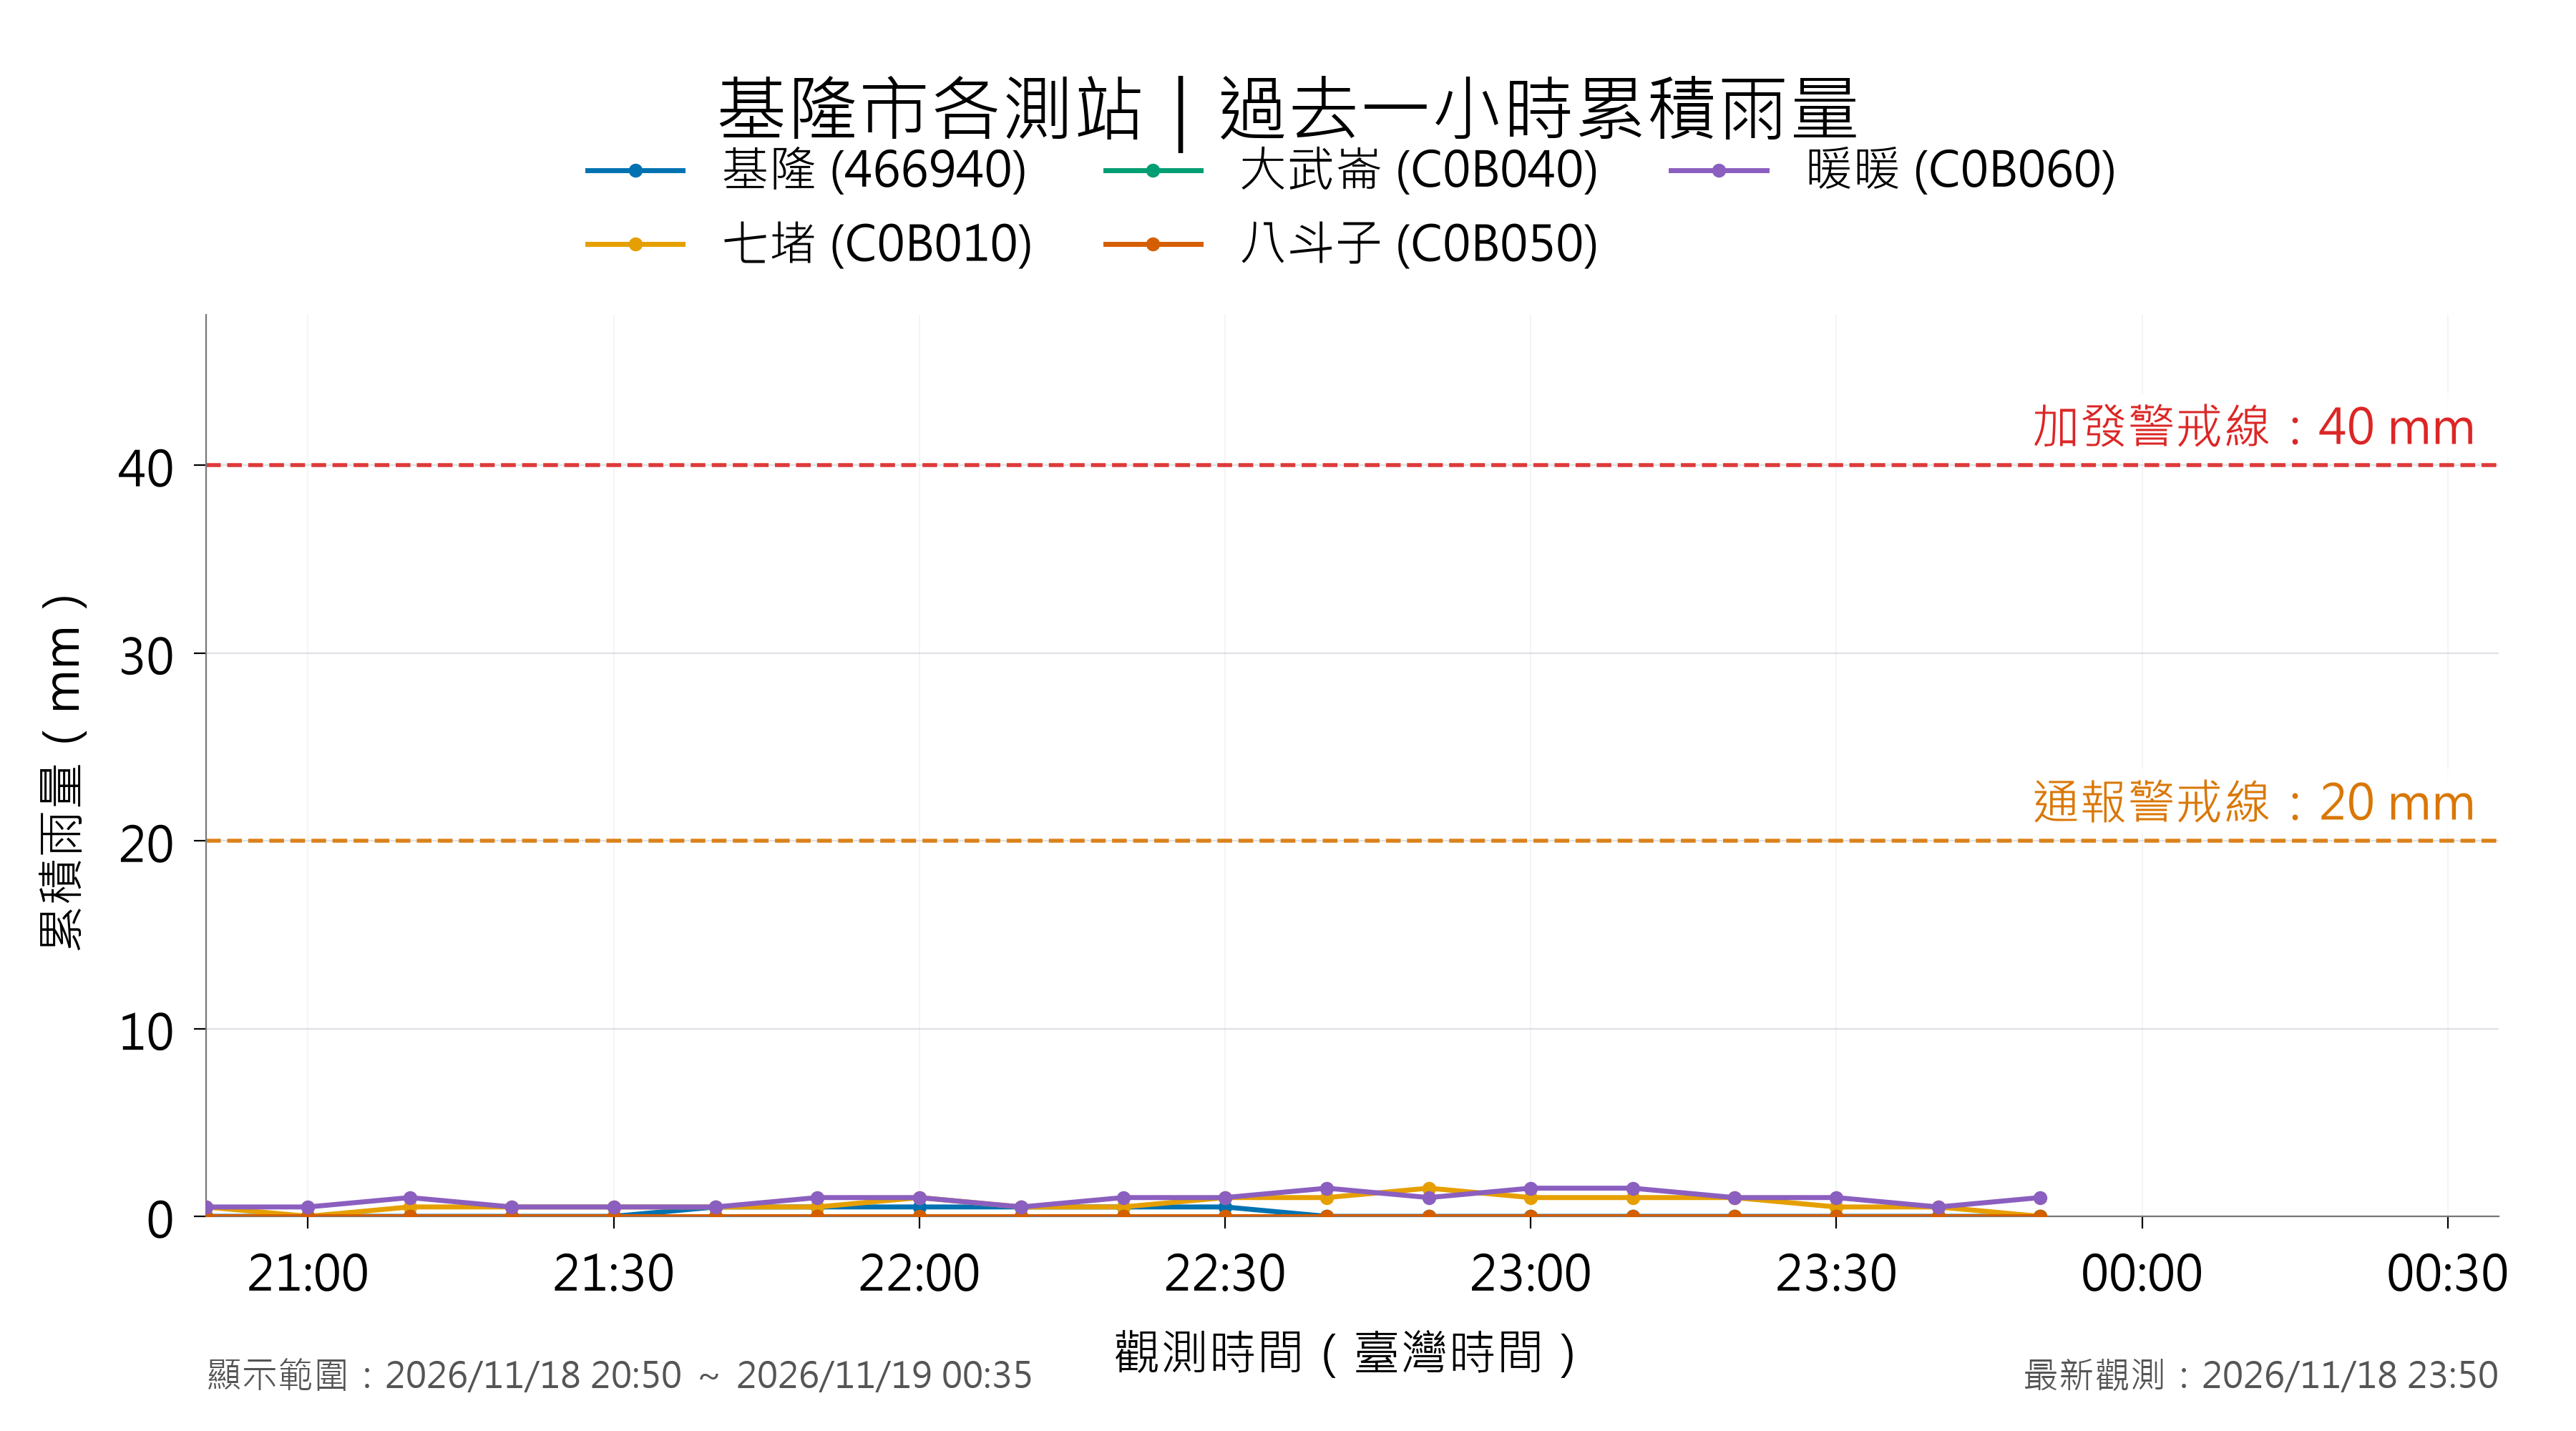 基隆市各測站｜過去一小時累積雨量
基隆 (466940)
七堵 (C0B010)
大武崙 (C0B040)
八斗子 (C0B050)
暖暖 (C0B060)
累積雨量（mm）
40
30
20
10
0
加發警戒線：40 mm
通報警戒線：20 mm
21:00 21:30 22:00 22:30 23:00 23:30 00:00 00:30
觀測時間（臺灣時間）
顯示範圍：2026/11/18 20:50 ～ 2026/11/19 00:35
最新觀測：2026/11/18 23:50